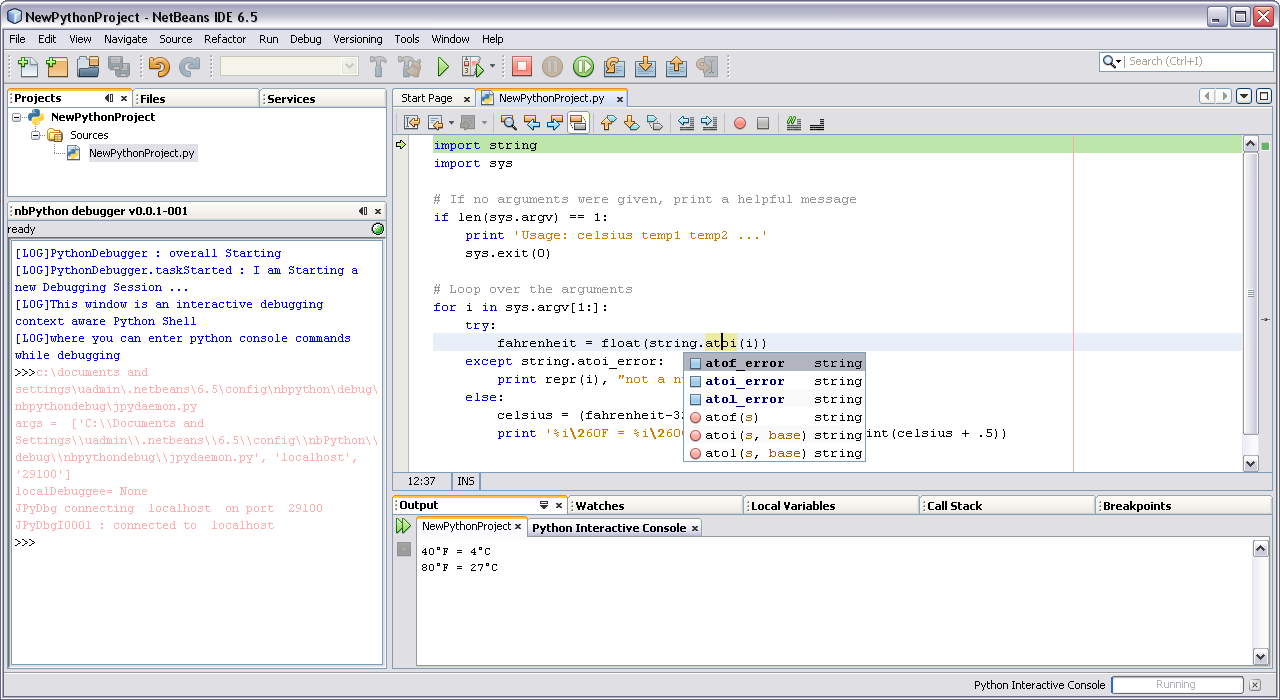 NewPythonProject - NetBeans IDE 6.5
File Edit View Navigate Source Refactor Run Debug Versioning Tools Window Help
Search (Ctrl+I)
Projects
Files
Services
NewPythonProject
Sources
NewPythonProject.py
nbPython debugger v0.0.1-001
ready
[LOG]PythonDebugger : overall Starting
[LOG]PythonDebugger.taskStarted : I am Starting a
new Debugging Session ...
[LOG]This window is an interactive debugging
context aware Python Shell
[LOG]where you can enter python console commands
while debugging
>>>c:\documents and
settings\uadmin\.netbeans\6.5\config\nbpython\debug\
nbpythondebug\jpydaemon.py
args =  ['C:\\Documents and
Settings\\uadmin\\.netbeans\\6.5\\config\\nbPython\\
debug\\nbpythondebug\\jpydaemon.py', 'localhost',
'29100']
localDebuggee= None
JPyDbg connecting  localhost  on port  29100
JPyDbgI0001 : connected to  localhost
>>>
Start Page
NewPythonProject.py
import string
import sys
# If no arguments were given, print a helpful message
if len(sys.argv) == 1:
    print 'Usage: celsius temp1 temp2 ...'
    sys.exit(0)
# Loop over the arguments
for i in sys.argv[1:]:
    try:
        fahrenheit = float(string.atoi(i))
    except string.atoi_error:
        print repr(i), "not a n
    else:
        celsius = (fahrenheit-3
        print '%i\260F = %i\260 int(celsius + .5))
atof_error string
atoi_error string
atol_error string
atof(s) string
atoi(s, base) string
atol(s, base) string
12:37 INS
Output
Watches
Local Variables
Call Stack
Breakpoints
NewPythonProject
Python Interactive Console
40°F = 4°C
80°F = 27°C
Python Interactive Console
Running